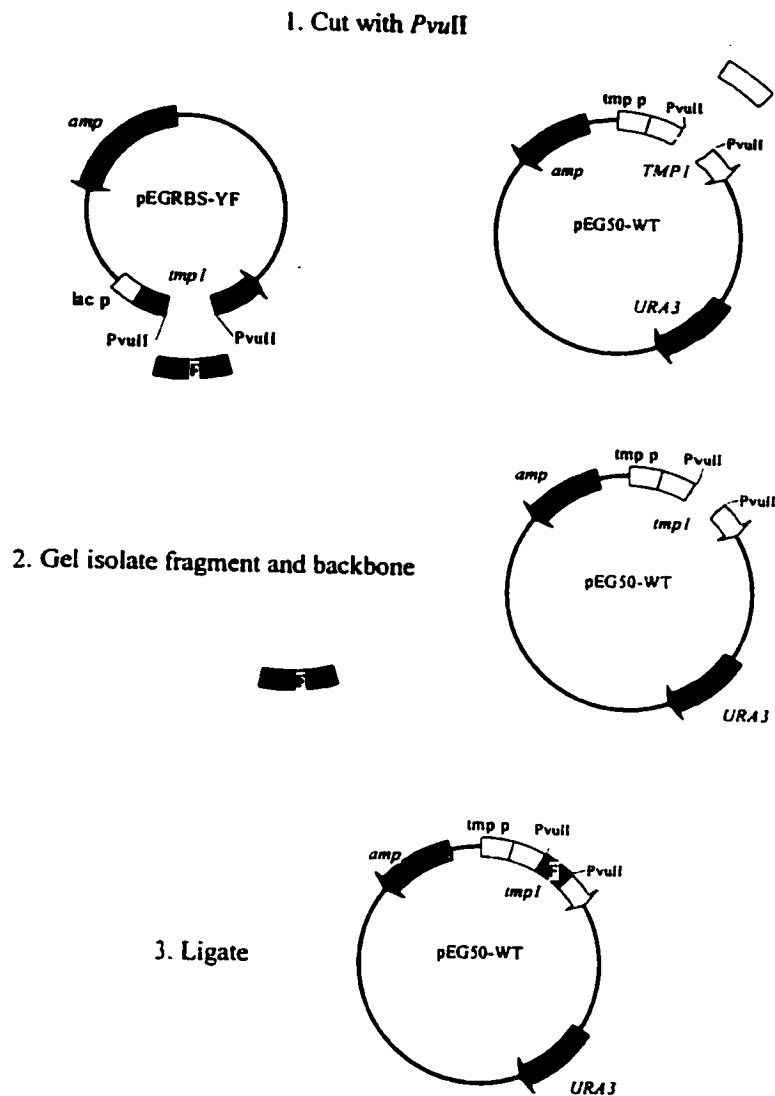 1. Cut with PvuII
amp
pEGRBS-YF
tmp1
lac p
PvuII
PvuII
F
tmp p
PvuII
PvuII
TMP1
amp
pEG50-WT
URA3
2. Gel isolate fragment and backbone
F
tmp p
PvuII
PvuII
amp
tmp1
pEG50-WT
URA3
3. Ligate
tmp p
PvuII
PvuII
amp
F
tmp1
pEG50-WT
URA3